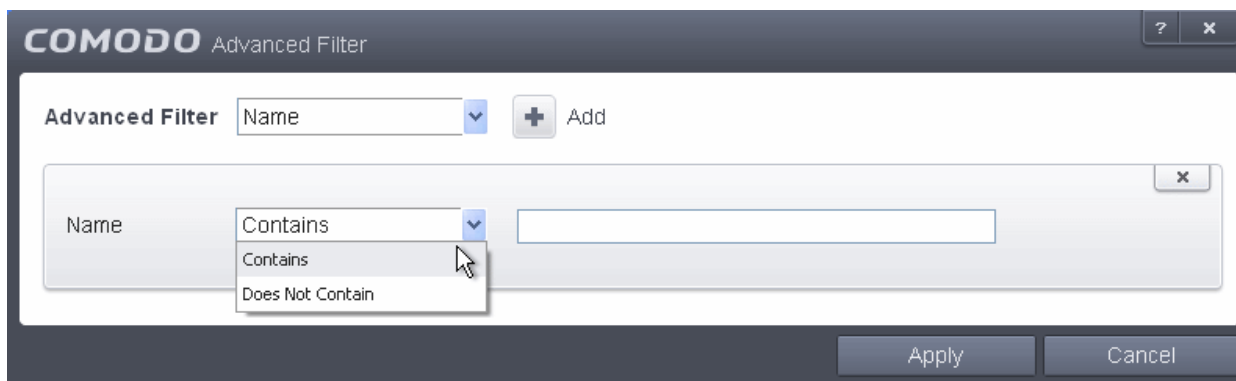 COMODO Advanced Filter ? x
Advanced Filter Name + Add
x
Name Contains
Contains
Does Not Contain
Apply Cancel